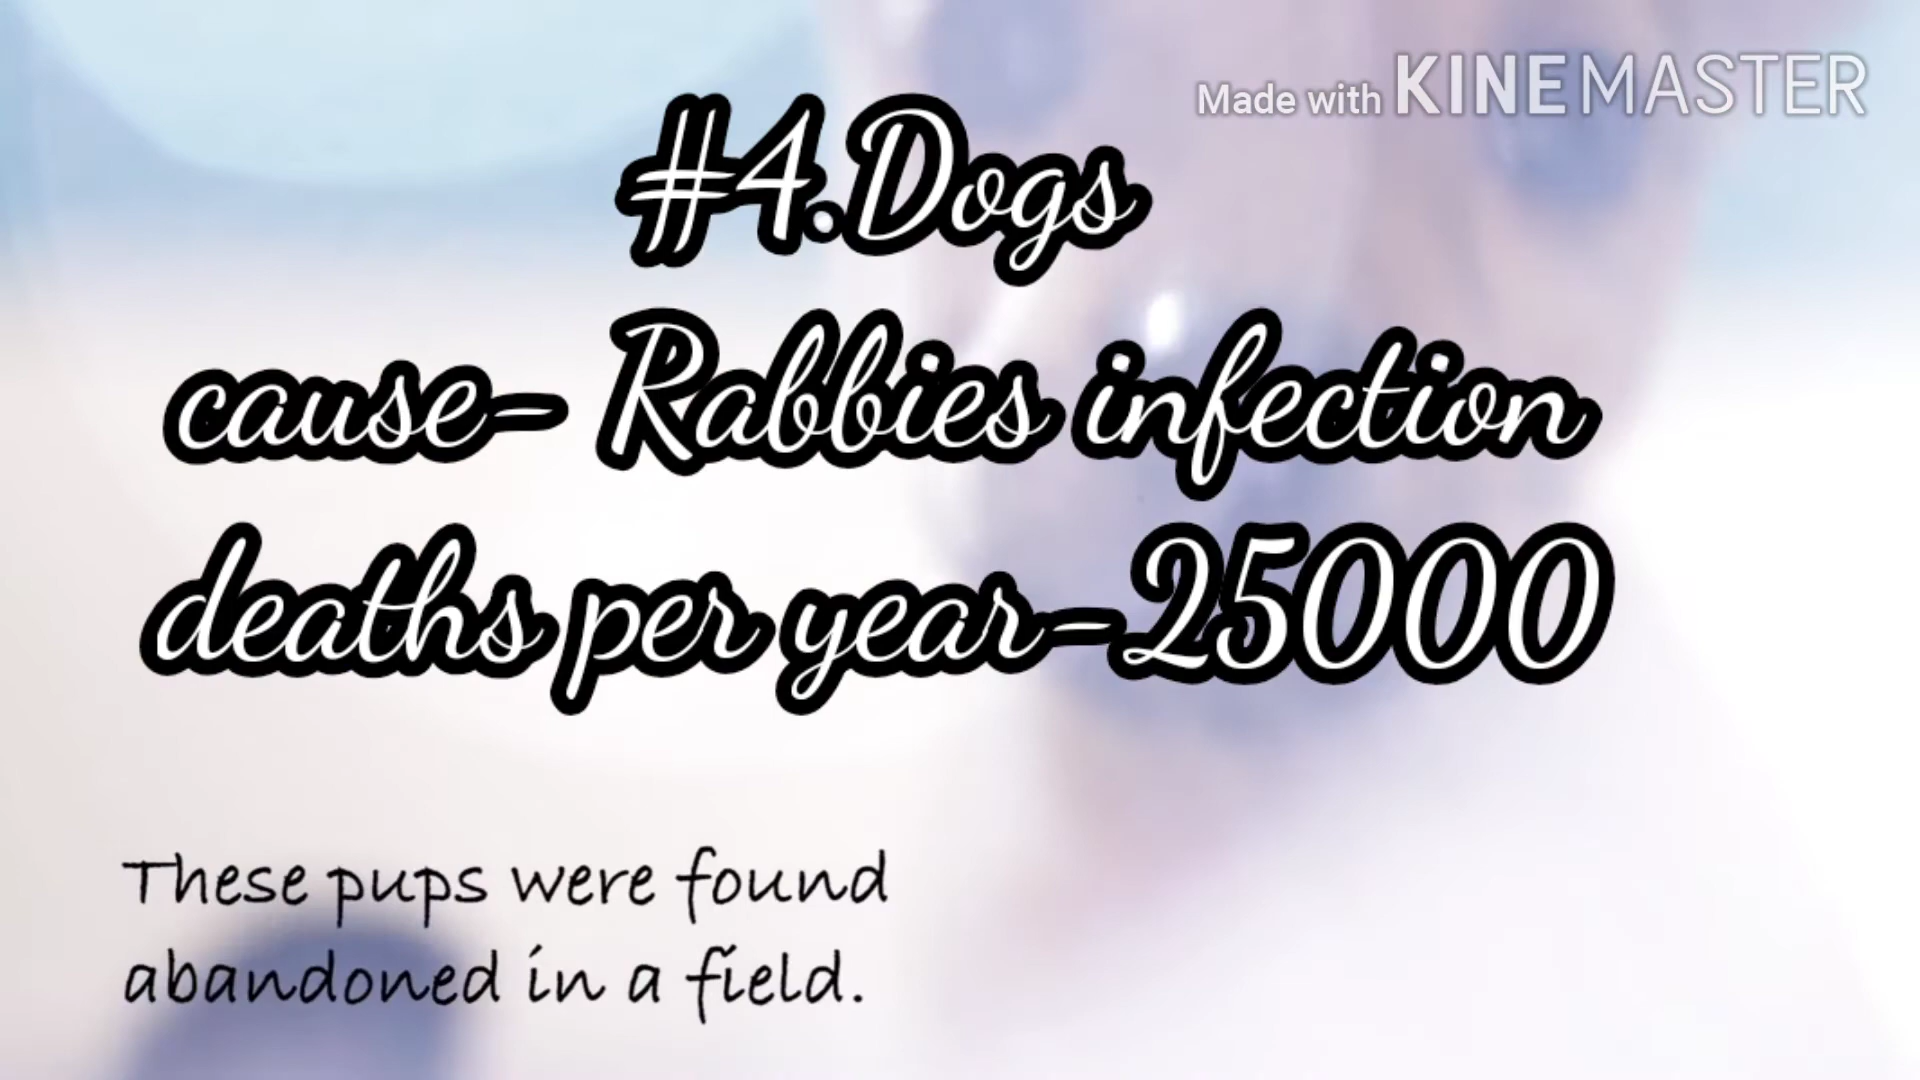 Made with KINEMASTER
#4.Dogs
cause- Rabbies infection
deaths per year-25000
These pups were found
abandoned in a field.